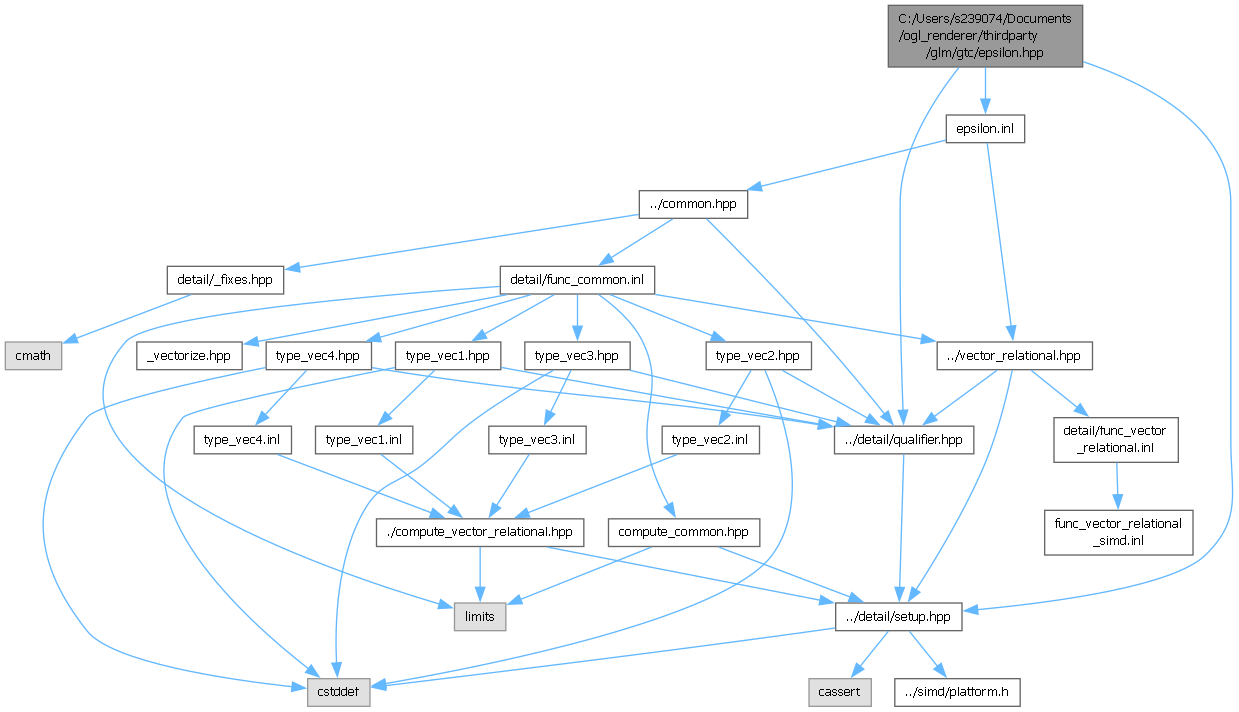 C:/Users/s239074/Documents
/ogl_renderer/thirdparty
/glm/gtc/epsilon.hpp
epsilon.inl
../common.hpp
detail/_fixes.hpp
detail/func_common.inl
cmath
_vectorize.hpp
type_vec4.hpp
type_vec1.hpp
type_vec3.hpp
type_vec2.hpp
../vector_relational.hpp
type_vec4.inl
type_vec1.inl
type_vec3.inl
type_vec2.inl
../detail/qualifier.hpp
detail/func_vector
_relational.inl
./compute_vector_relational.hpp
compute_common.hpp
func_vector_relational
_simd.inl
limits
../detail/setup.hpp
cstddef
cassert
../simd/platform.h